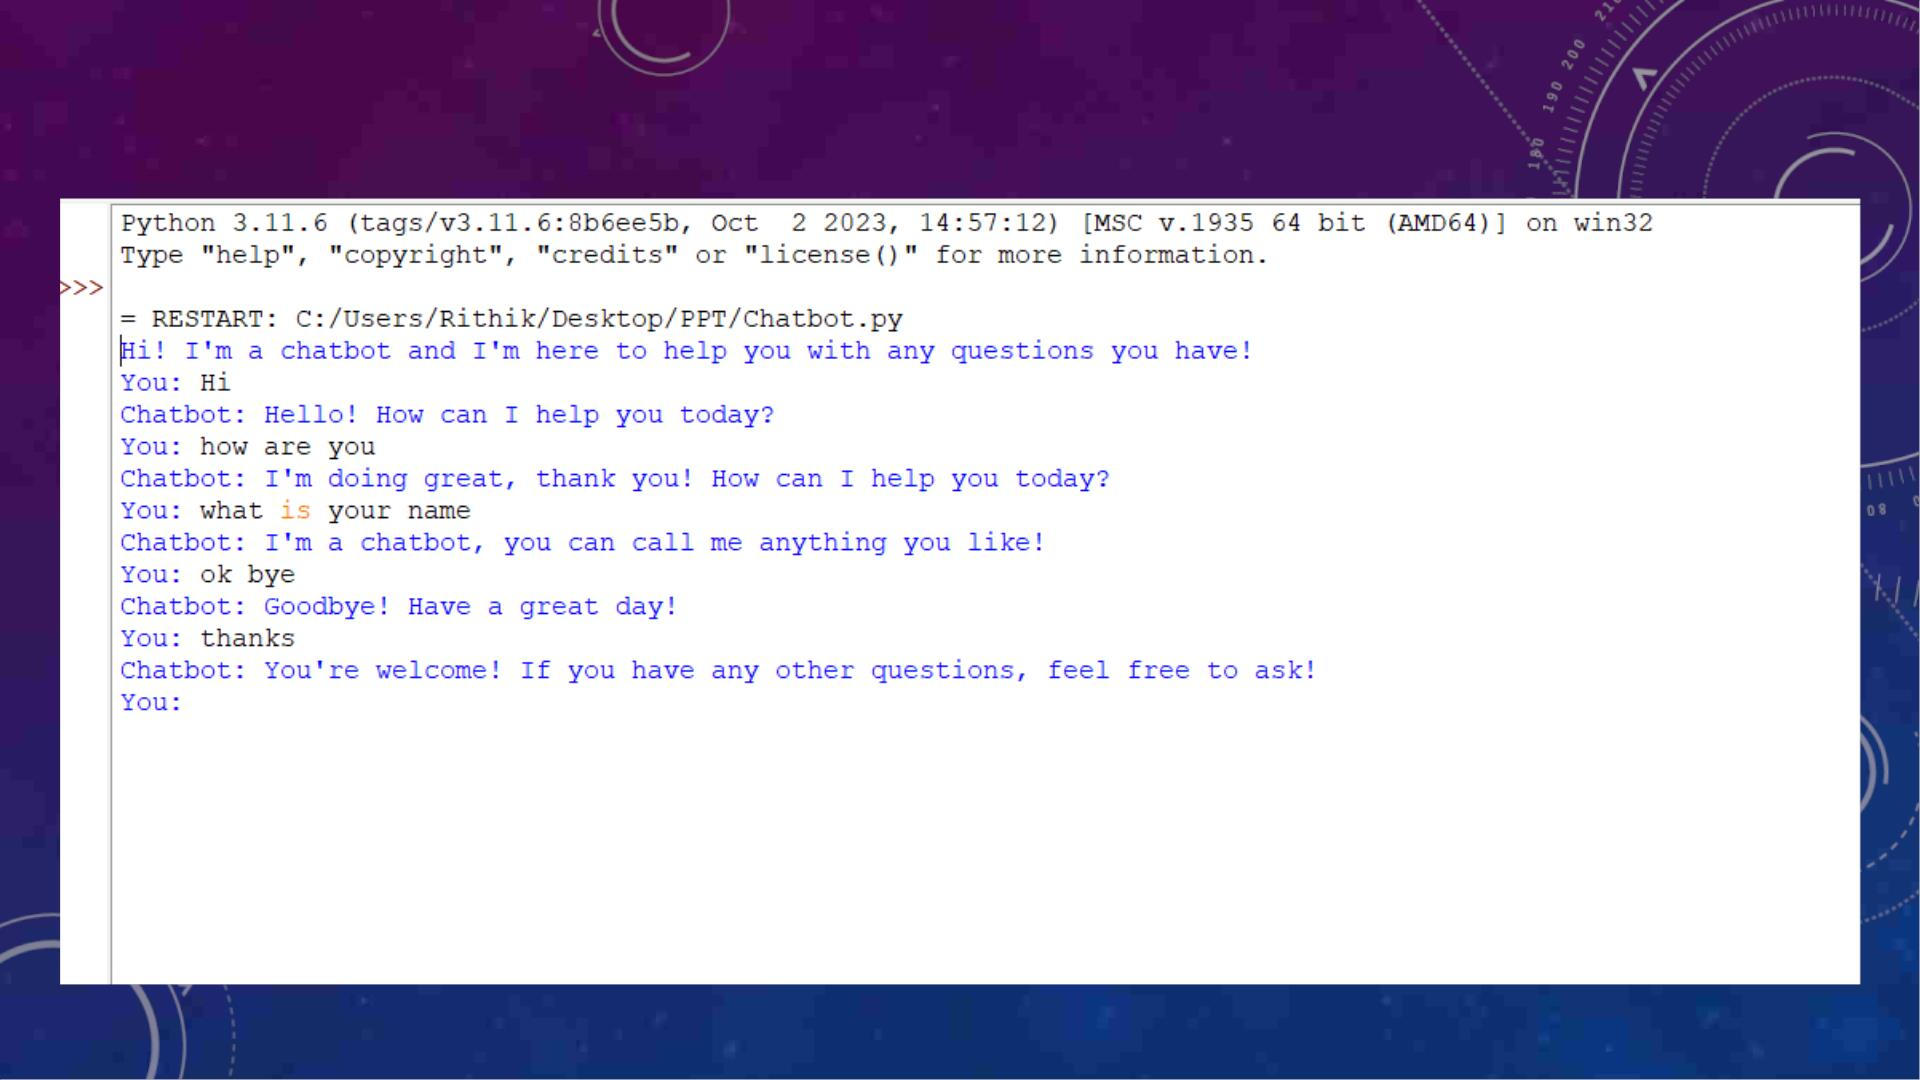 210
200
190
180
Python 3.11.6 (tags/v3.11.6:8b6ee5b, Oct  2 2023, 14:57:12) [MSC v.1935 64 bit (AMD64)] on win32
Type "help", "copyright", "credits" or "license()" for more information.
>>>
= RESTART: C:/Users/Rithik/Desktop/PPT/Chatbot.py
Hi! I'm a chatbot and I'm here to help you with any questions you have!
You: Hi
Chatbot: Hello! How can I help you today?
You: how are you
Chatbot: I'm doing great, thank you! How can I help you today?
You: what is your name
Chatbot: I'm a chatbot, you can call me anything you like!
You: ok bye
Chatbot: Goodbye! Have a great day!
You: thanks
Chatbot: You're welcome! If you have any other questions, feel free to ask!
You:
80